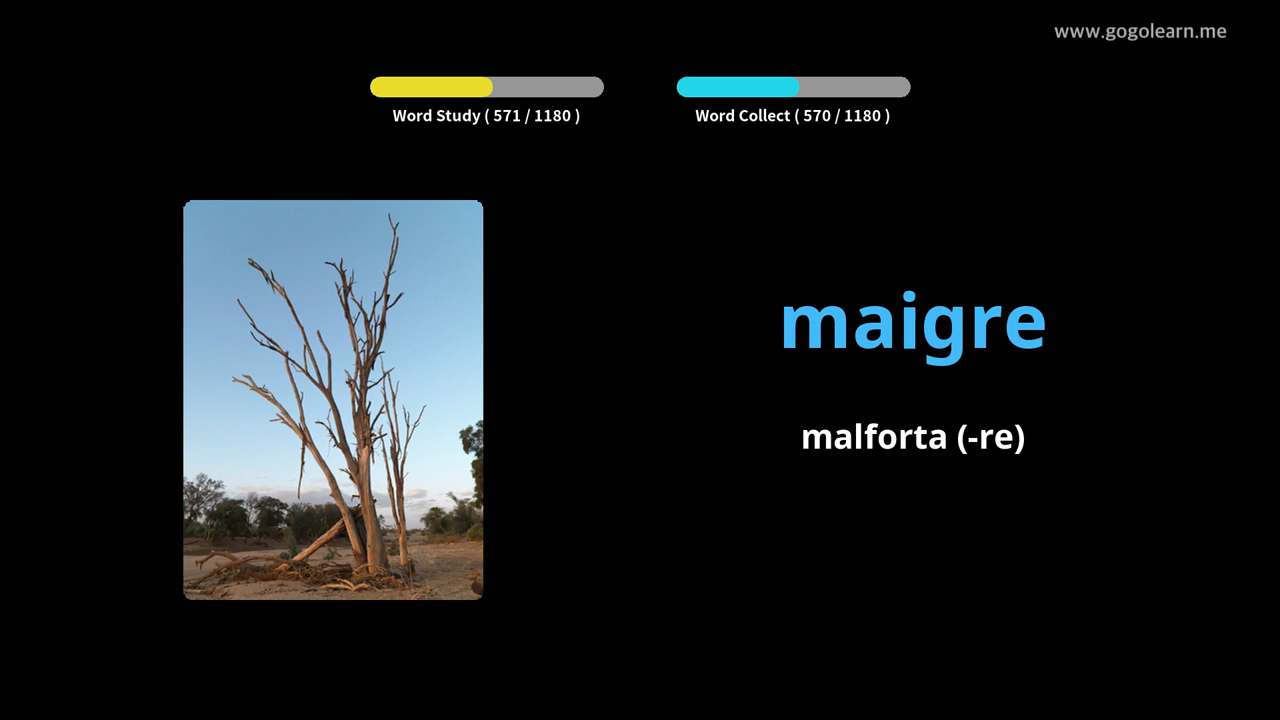 www.gogolearn.me
Word Study ( 571 / 1180 )
Word Collect ( 570 / 1180 )
maigre
malforta (-re)